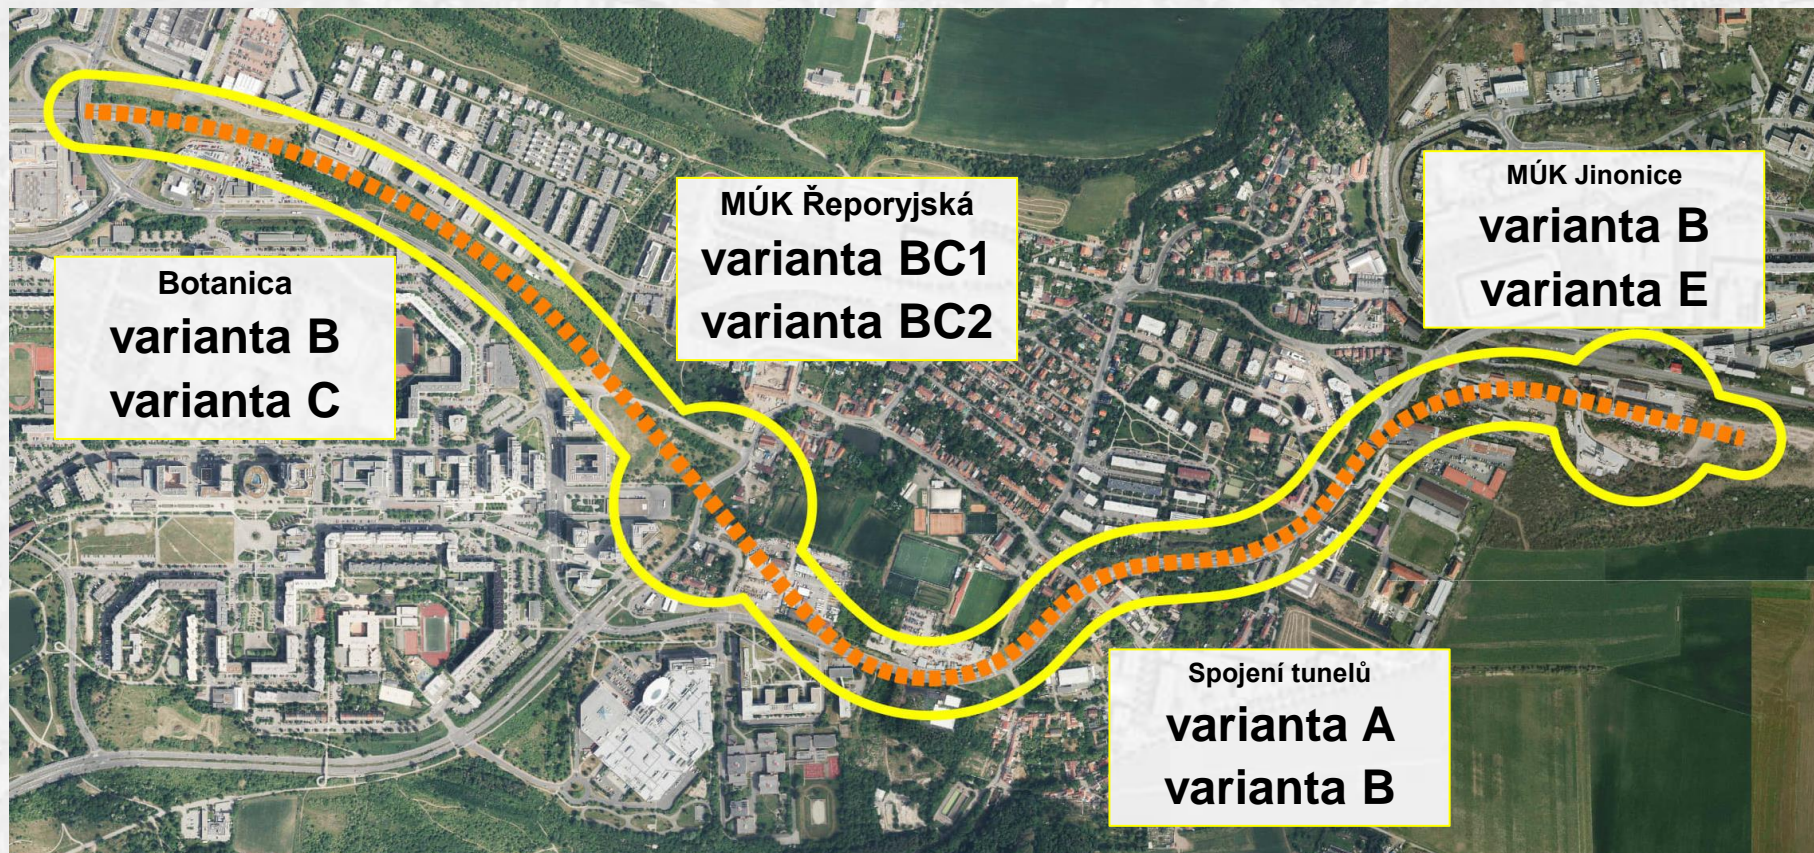 Botanica
varianta B
varianta C
MÚK Řeporyjská
varianta BC1
varianta BC2
MÚK Jinonice
varianta B
varianta E
Spojení tunelů
varianta A
varianta B